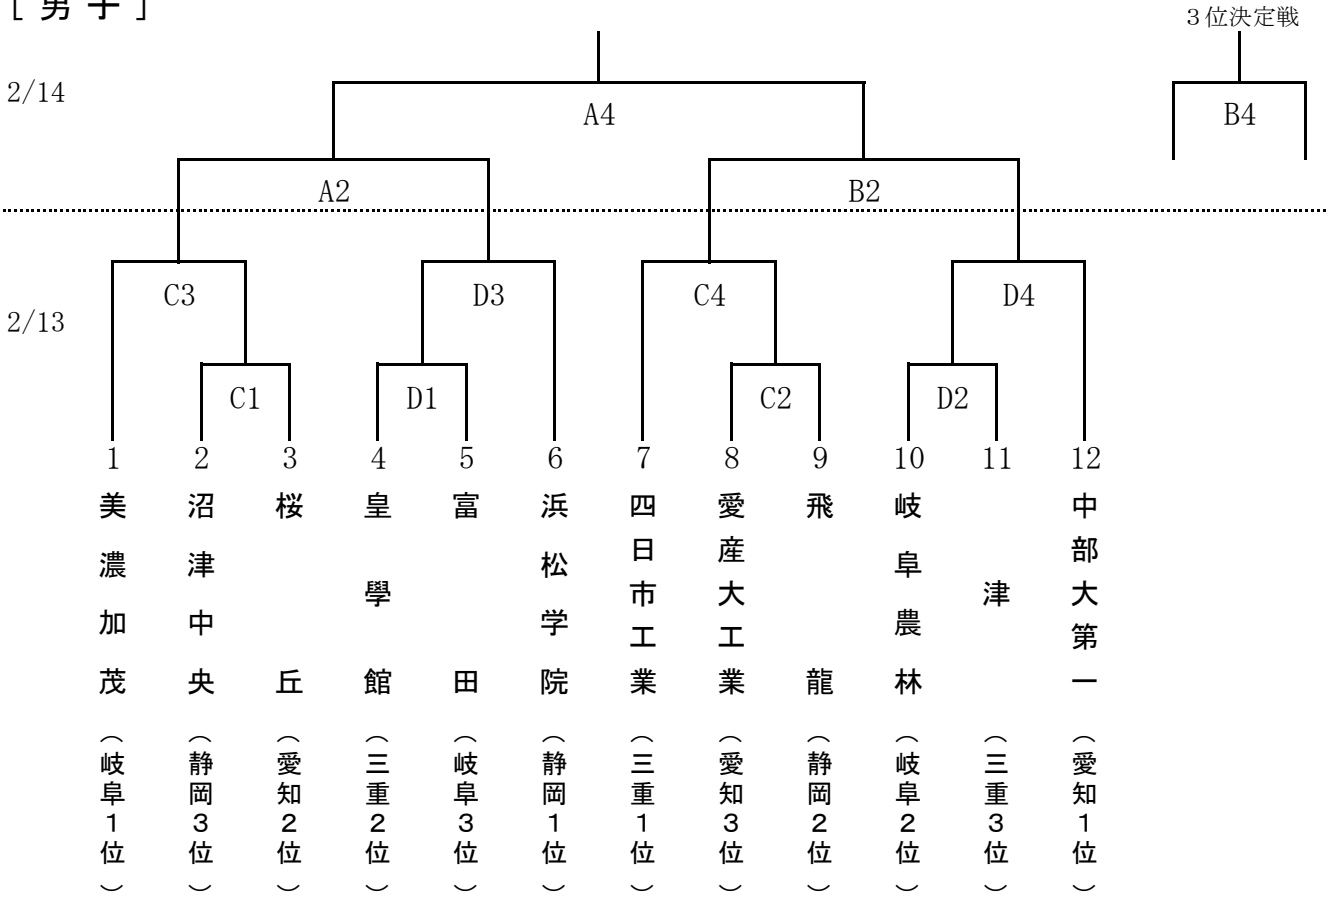 ［ 男 子 ］
３位決定戦
2/14
A4
B4
A2
B2
C3
D3
C4
D4
2/13
C1
D1
C2
D2
1
2
3
4
5
6
7
8
9
10
11
12
美濃加茂（岐阜１位）
沼津中央（静岡３位）
桜丘（愛知２位）
皇學館（三重２位）
富田（岐阜３位）
浜松学院（静岡１位）
四日市工業（三重１位）
愛産大工業（愛知３位）
飛龍（静岡２位）
岐阜農林（岐阜２位）
津（三重３位）
中部大第一（愛知１位）